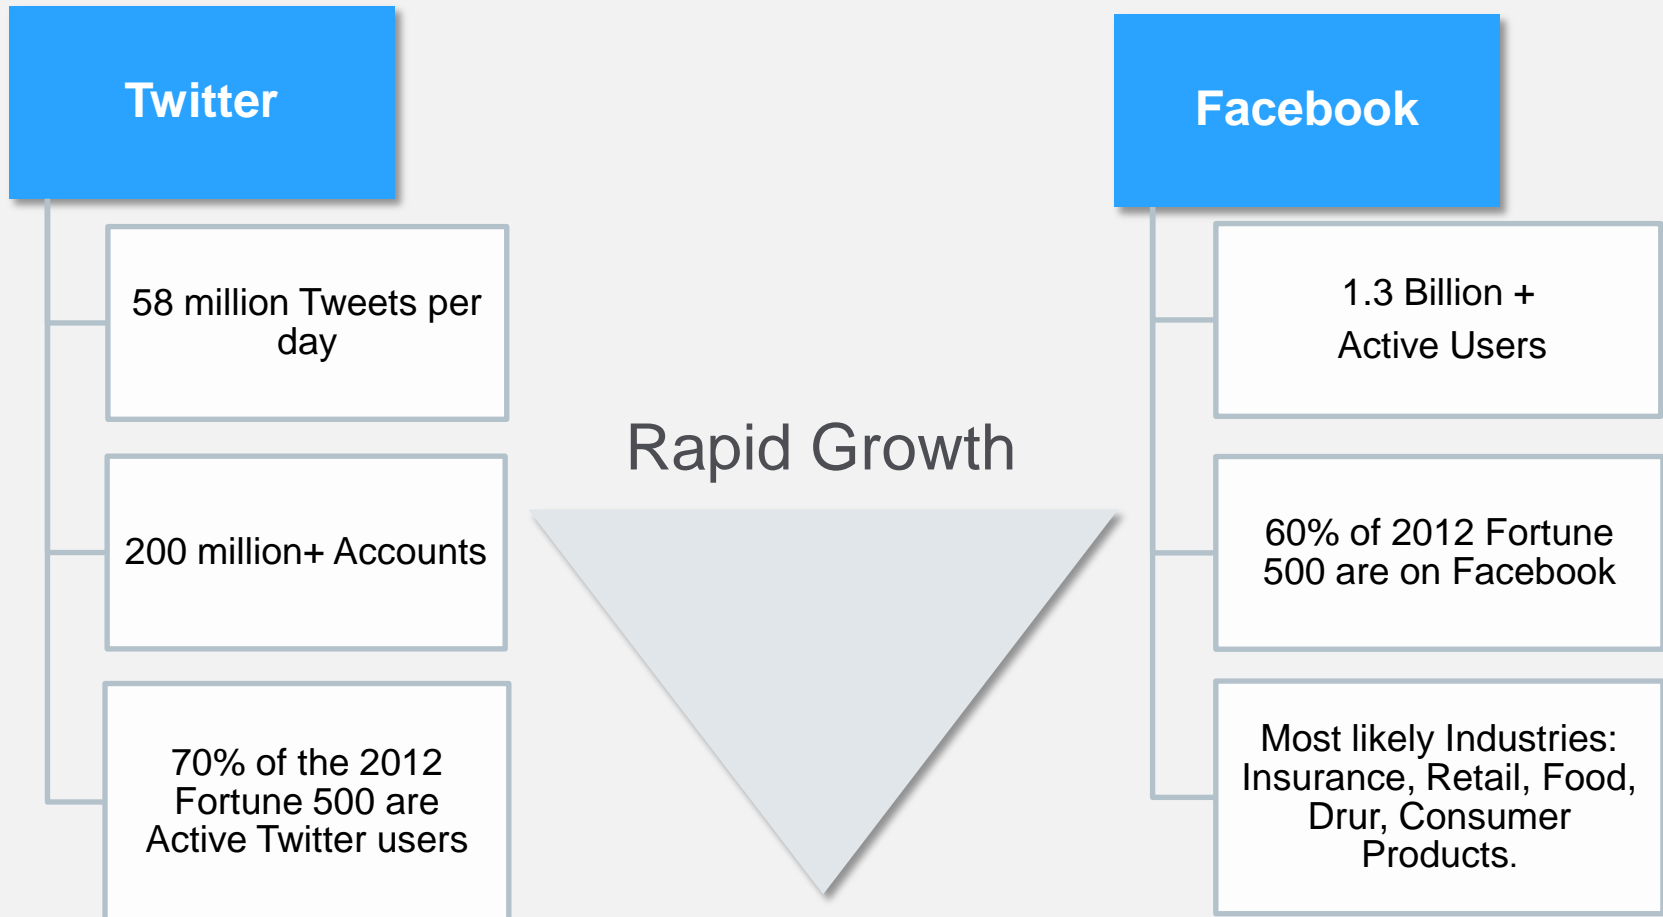 Twitter
58 million Tweets per
day
200 million+ Accounts
70% of the 2012
Fortune 500 are
Active Twitter users
Rapid Growth
Facebook
1.3 Billion +
Active Users
60% of 2012 Fortune
500 are on Facebook
Most likely Industries:
Insurance, Retail, Food,
Drur, Consumer
Products.